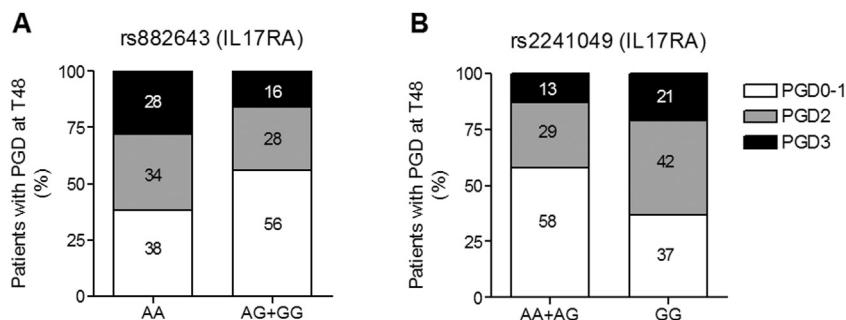 A
rs882643 (IL17RA)
Patients with PGD at T48
(%)
100
75
50
25
0
28
34
38
16
28
56
AA
AG+GG
B
rs2241049 (IL17RA)
Patients with PGD at T48
(%)
100
75
50
25
0
13
29
58
21
42
37
AA+AG
GG
PGD0-1
PGD2
PGD3